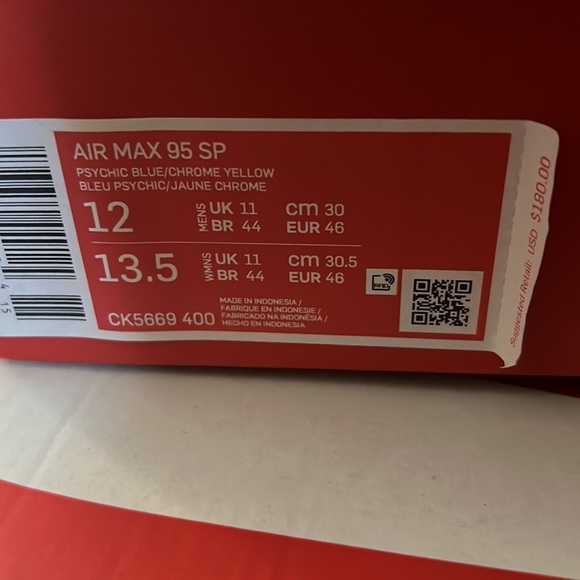 AIR MAX 95 SP
PSYCHIC BLUE/CHROME YELLOW
BLEU PSYCHIC/JAUNE CHROME
12 MENS UK 11 cm 30
BR 44 EUR 46
13.5 WMNS UK 11 cm 30.5
BR 44 EUR 46
CK5669 400
MADE IN INDONESIA /
FABRIQUE EN INDONESIE /
FABRICADO NA INDONÉSIA /
HECHO EN INDONESIA
Suggested Retail: USD $180.00
4 15